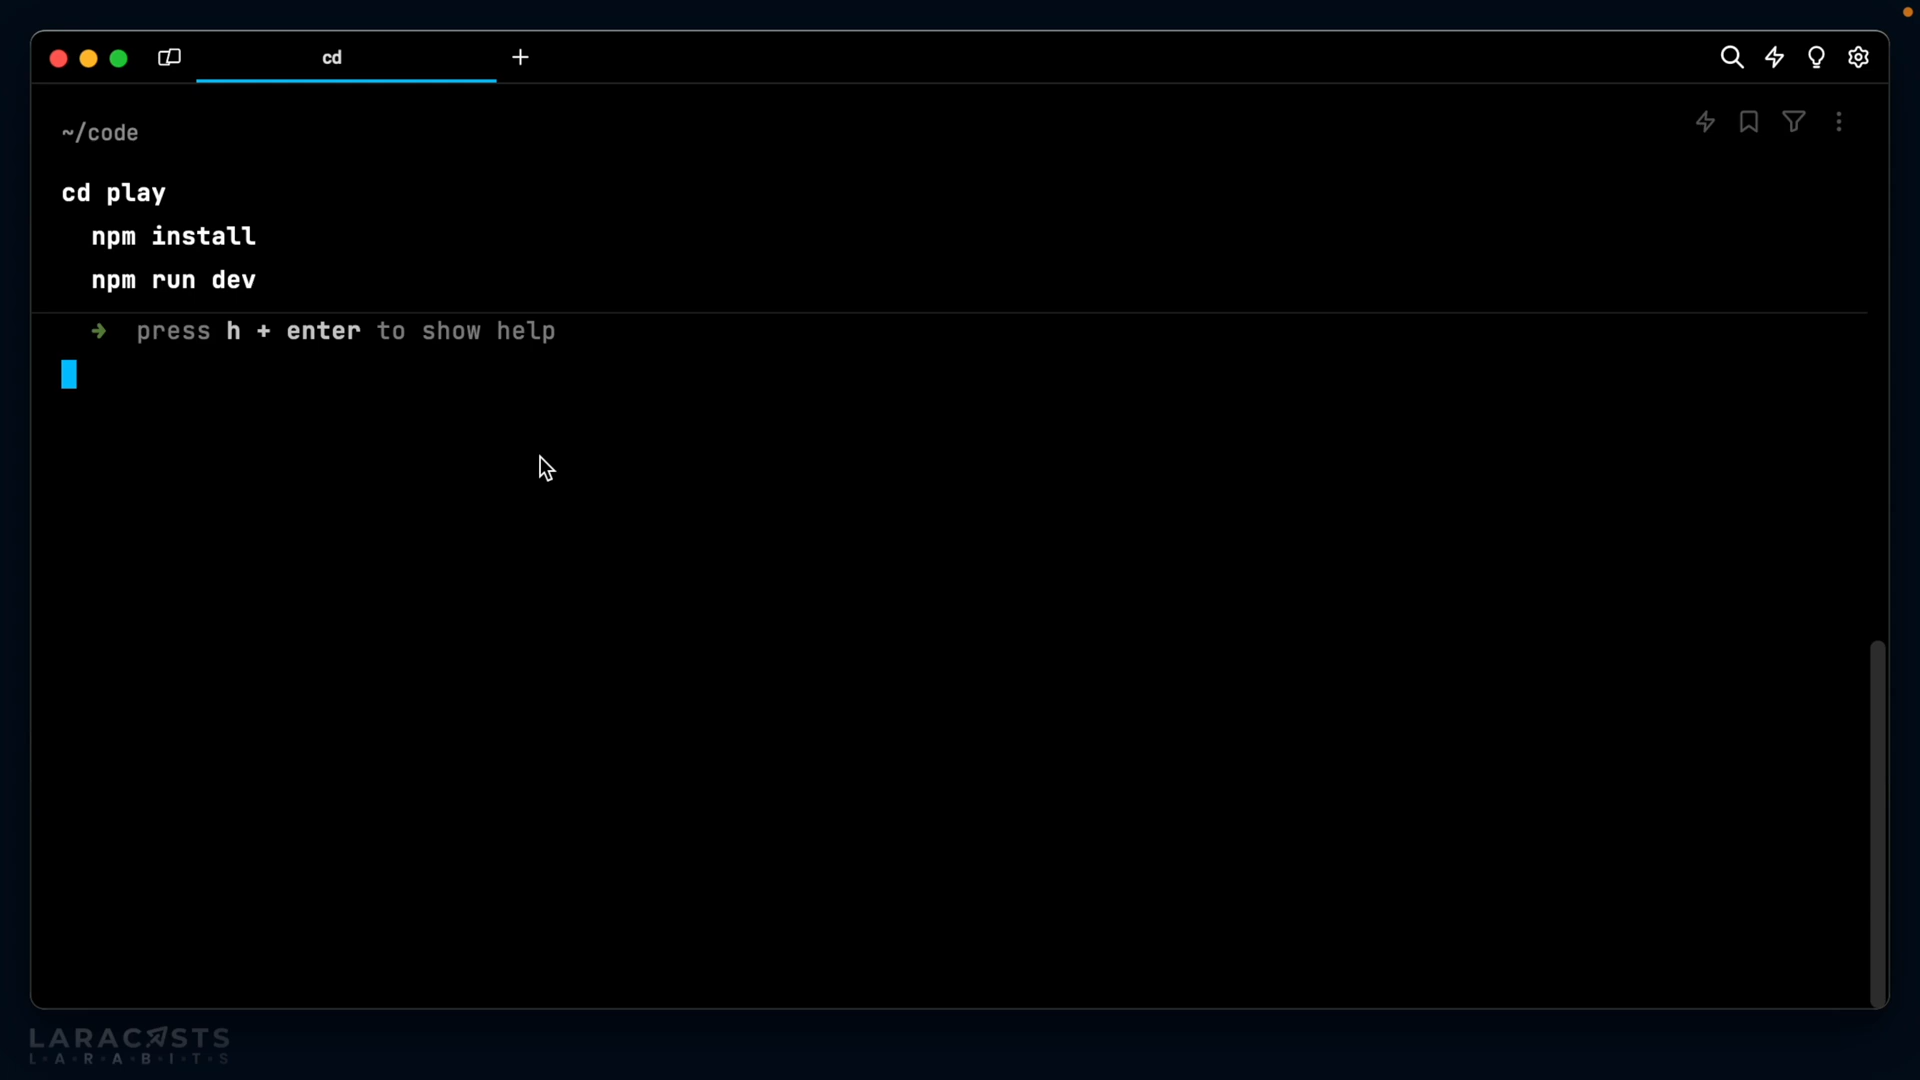 cd
~/code
cd play
npm install
npm run dev
➜ press h + enter to show help
LARACASTS
L·A·R·A·B·I·T·S